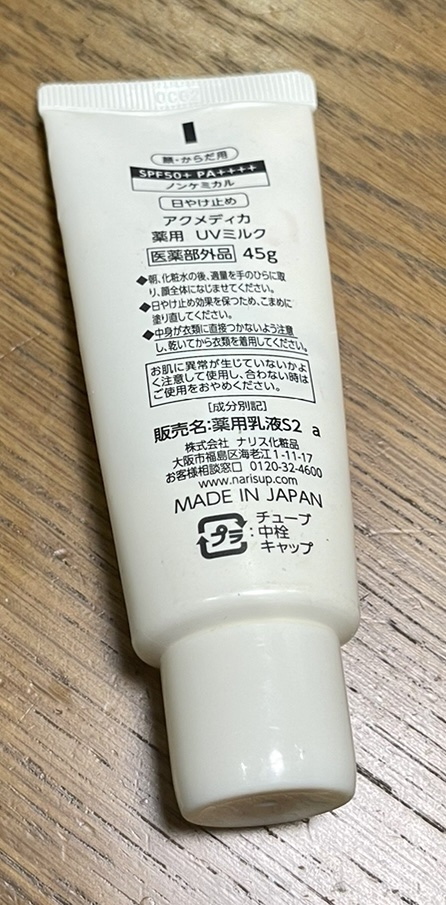 顔・からだ用
SPF50+ PA++++
ノンケミカル
日やけ止め
アクメディカ
薬用 UVミルク
医薬部外品 45g
◆朝、化粧水の後、適量を手のひらに取
り、顔全体になじませてください。
◆日やけ止め効果を保つため、こまめに
塗り直してください。
◆中身が衣類に直接つかないよう注意
し、乾いてから衣類を着用してください。
お肌に異常が生じていないかよ
く注意して使用し、合わない時は
ご使用をおやめください。
[成分別記]
販売名:薬用乳液S2 a
株式会社 ナリス化粧品
大阪市福島区海老江1-11-17
お客様相談窓口 0120-32-4600
www.narisup.com
MADE IN JAPAN
プラ
:チューブ
中栓
キャップ